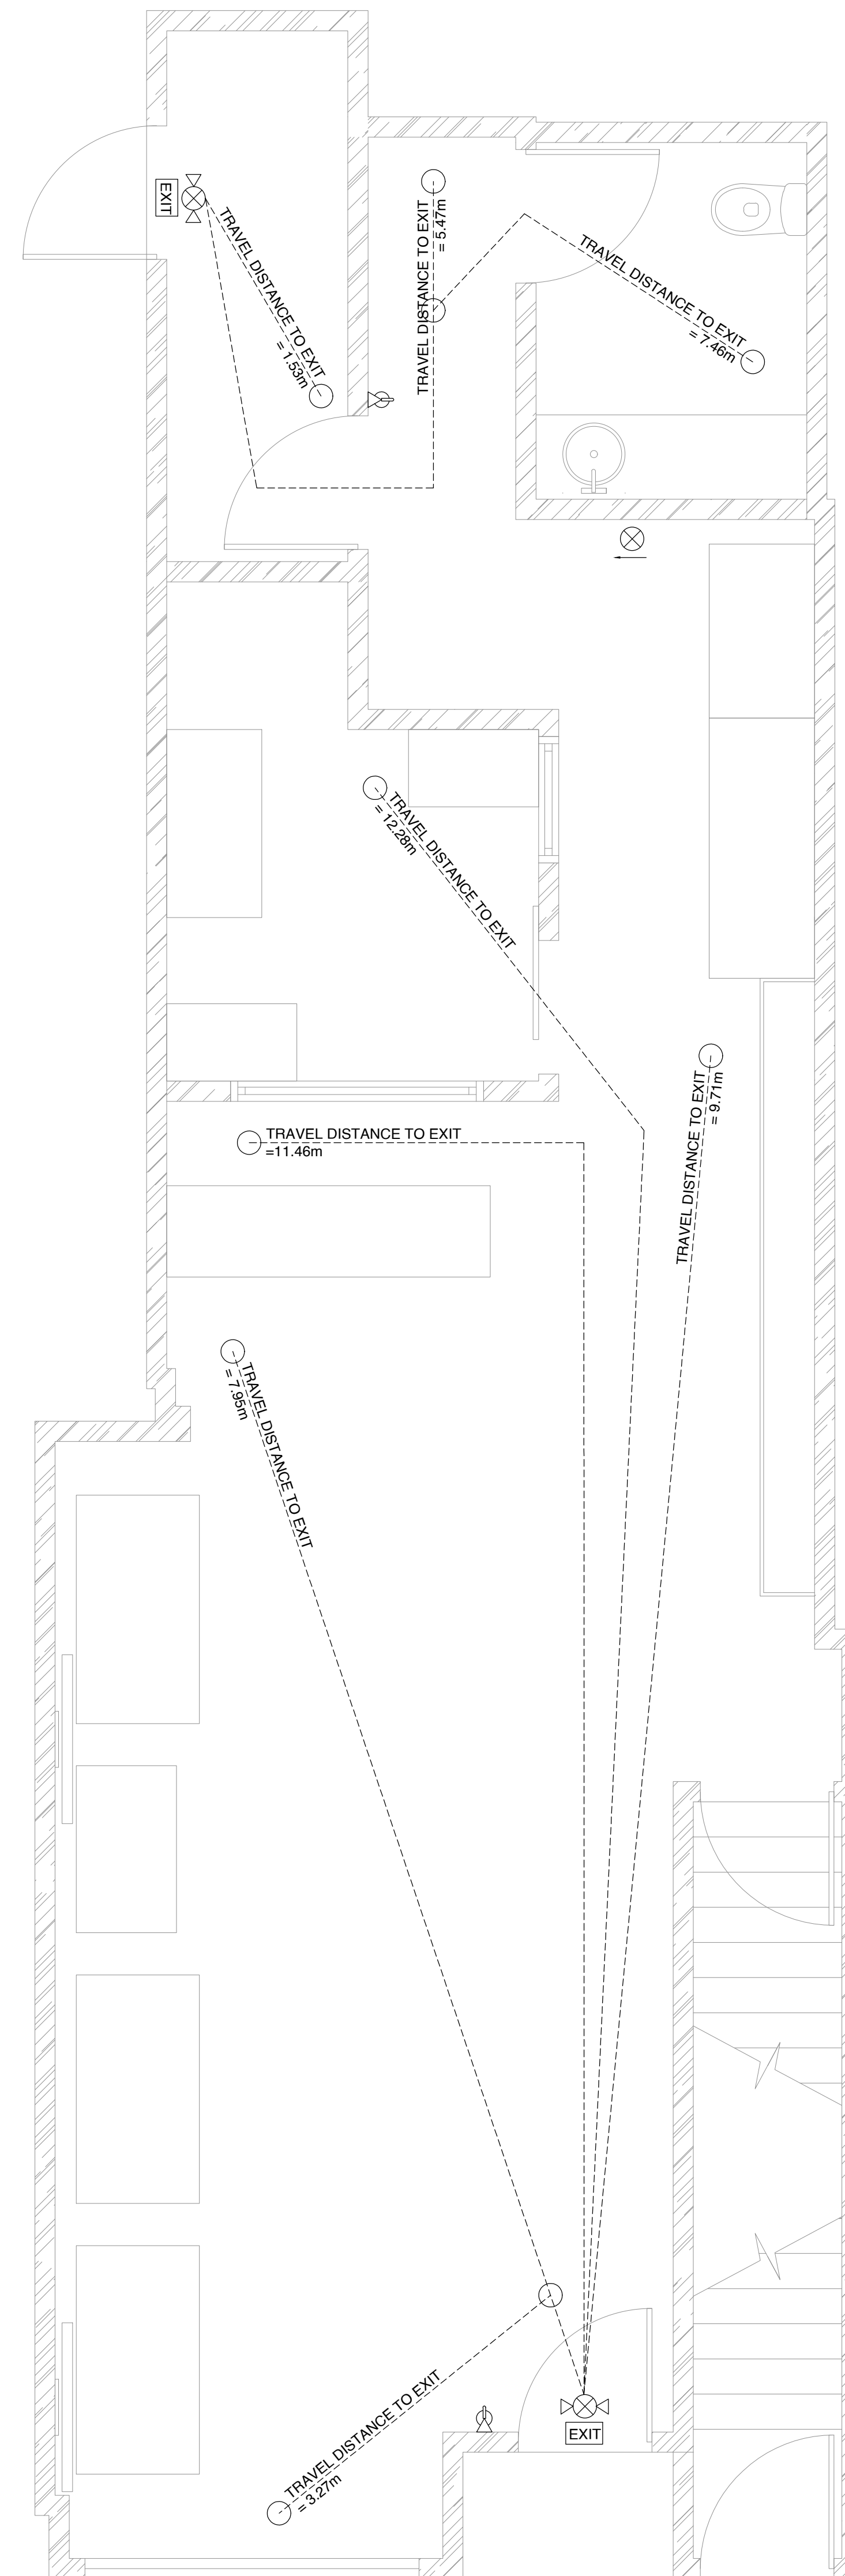 EXIT
TRAVEL DISTANCE TO EXIT
= 1.53m
TRAVEL DISTANCE TO EXIT
= 5.47m
TRAVEL DISTANCE TO EXIT
= 7.46m
TRAVEL DISTANCE TO EXIT
= 12.28m
TRAVEL DISTANCE TO EXIT
= 9.71m
TRAVEL DISTANCE TO EXIT
=11.46m
TRAVEL DISTANCE TO EXIT
= 7.95m
TRAVEL DISTANCE TO EXIT
= 3.27m
EXIT